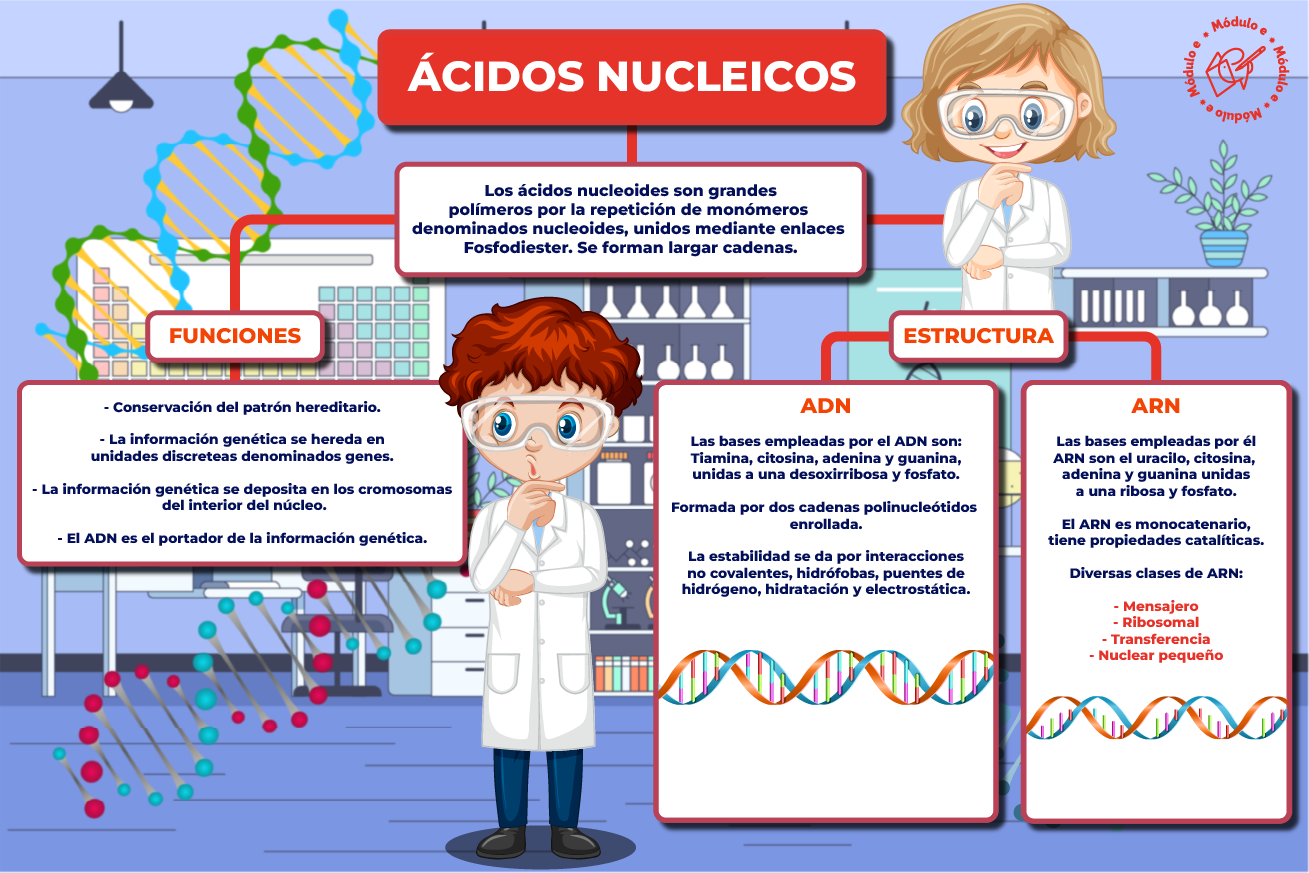 ÁCIDOS NUCLEICOS
Módulo e * Módulo e * Módulo e * Módulo e *
Los ácidos nucleoides son grandes
polímeros por la repetición de monómeros
denominados nucleoides, unidos mediante enlaces
Fosfodiester. Se forman largar cadenas.
FUNCIONES
- Conservación del patrón hereditario.
- La información genética se hereda en
unidades discreteas denominados genes.
- La información genética se deposita en los cromosomas
del interior del núcleo.
- El ADN es el portador de la información genética.
ESTRUCTURA
ADN
Las bases empleadas por el ADN son:
Tiamina, citosina, adenina y guanina,
unidas a una desoxirribosa y fosfato.
Formada por dos cadenas polinucleótidos
enrollada.
La estabilidad se da por interacciones
no covalentes, hidrófobas, puentes de
hidrógeno, hidratación y electrostática.
ARN
Las bases empleadas por él
ARN son el uracilo, citosina,
adenina y guanina unidas
a una ribosa y fosfato.
El ARN es monocatenario,
tiene propiedades catalíticas.
Diversas clases de ARN:
- Mensajero
- Ribosomal
- Transferencia
- Nuclear pequeño